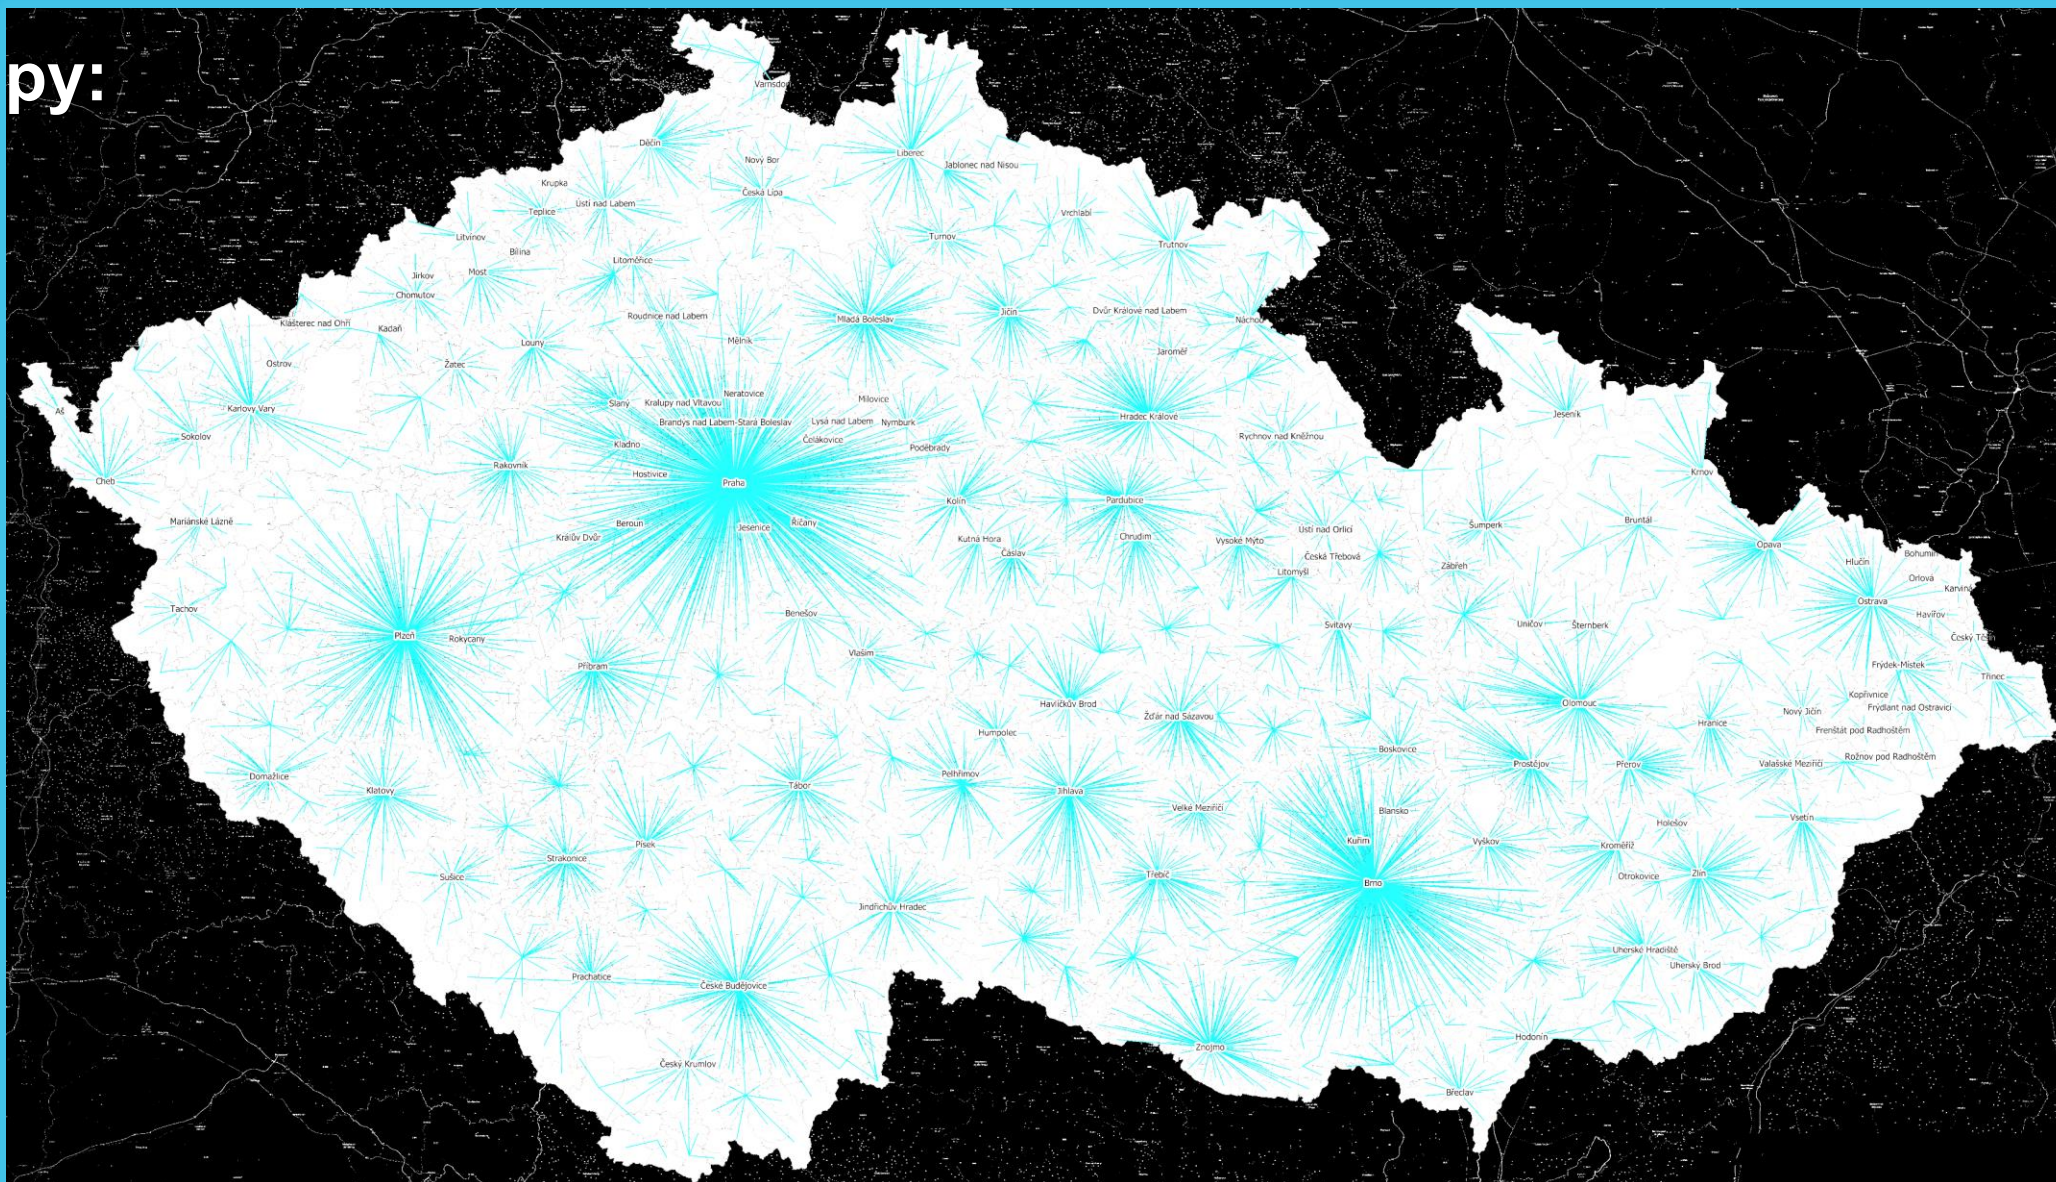 py:
Varnsdorf
Děčín
Liberec
Nový Bor
Jablonec nad Nisou
Krupka
Česká Lípa
Ústí nad Labem
Teplice
Vrchlabí
Litvínov
Turnov
Trutnov
Bílina
Litoměřice
Most
Jirkov
Chomutov
Jičín
Dvůr Králové nad Labem
Roudnice nad Labem
Mladá Boleslav
Náchod
Klášterec nad Ohří
Kadaň
Louny
Mělník
Jaroměř
Ostrov
Žatec
Neratovice
Milovice
Slaný
Kralupy nad Vltavou
Aš
Karlovy Vary
Jeseník
Hradec Králové
Brandýs nad Labem-Stará Boleslav
Lysá nad Labem
Nymburk
Sokolov
Čelákovice
Rychnov nad Kněžnou
Kladno
Poděbrady
Rakovník
Krnov
Hostivice
Cheb
Praha
Kolín
Pardubice
Mariánské Lázně
Beroun
Jesenice
Říčany
Bruntál
Šumperk
Ústí nad Orlicí
Králův Dvůr
Kutná Hora
Chrudim
Vysoké Mýto
Opava
Čáslav
Česká Třebová
Bohumín
Hlučín
Zábřeh
Litomyšl
Orlová
Karviná
Ostrava
Tachov
Benešov
Havířov
Svitavy
Uničov
Šternberk
Plzeň
Rokycany
Český Těšín
Vlašim
Příbram
Frýdek-Místek
Třinec
Kopřivnice
Havlíčkův Brod
Olomouc
Frýdlant nad Ostravicí
Nový Jičín
Žďár nad Sázavou
Hranice
Humpolec
Frenštát pod Radhoštěm
Boskovice
Rožnov pod Radhoštěm
Prostějov
Přerov
Valašské Meziříčí
Domažlice
Pelhřimov
Klatovy
Tábor
Jihlava
Velké Meziříčí
Blansko
Vsetín
Holešov
Kuřim
Vyškov
Písek
Kroměříž
Strakonice
Sušice
Třebíč
Otrokovice
Zlín
Brno
Jindřichův Hradec
Uherské Hradiště
Uherský Brod
Prachatice
České Budějovice
Hodonín
Znojmo
Český Krumlov
Břeclav